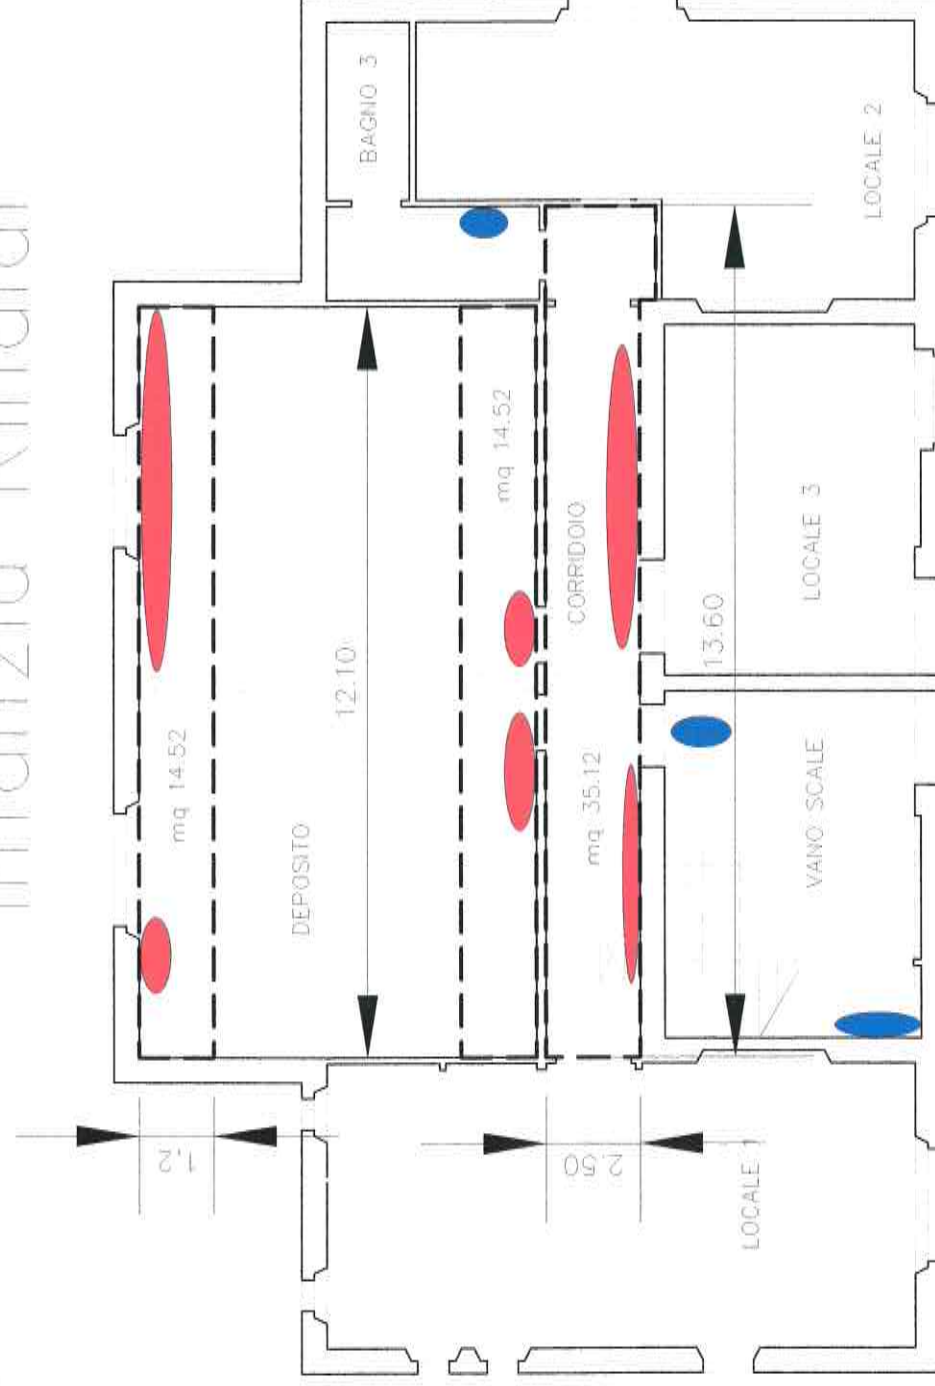 BAGNO 3
LOCALE 2
mq 14.52
CORRIDOIO
LOCALE 3
12.10
13.60
mq 14.52
DEPOSITO
mq 35.12
VANO SCALE
1.2
2.50
LOCALE 1